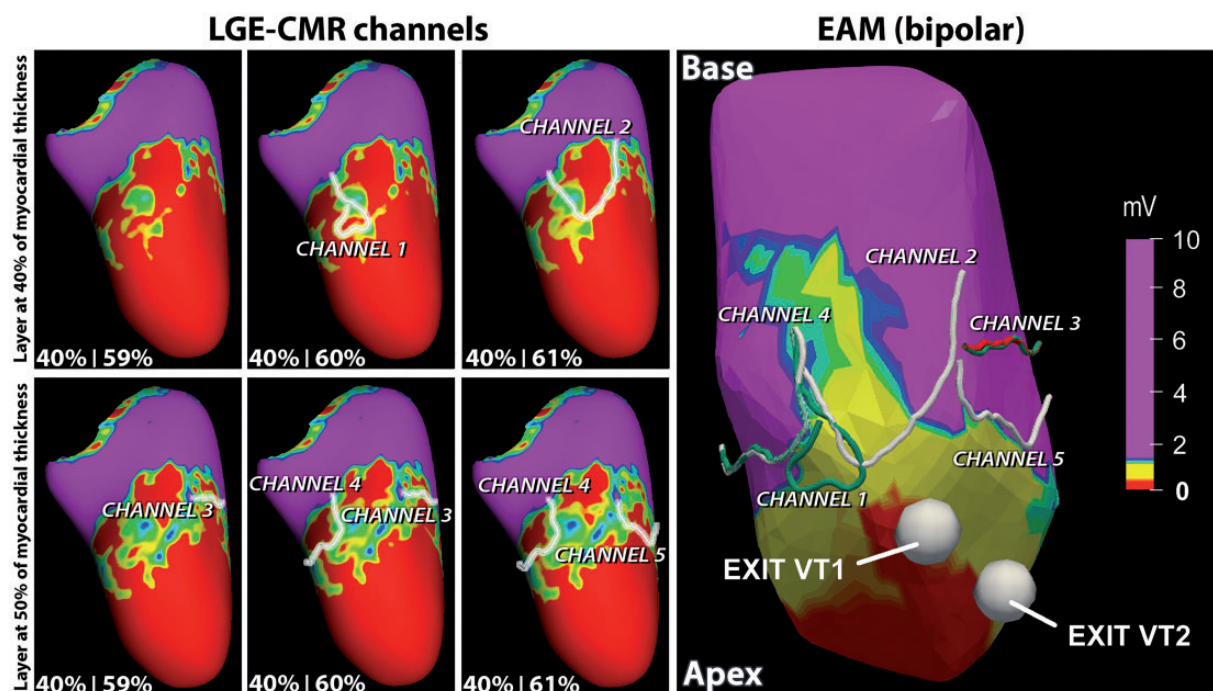 LGE-CMR channels
Layer at 40% of myocardial thickness
40% | 59%
CHANNEL 1
40% | 60%
CHANNEL 2
40% | 61%
Layer at 50% of myocardial thickness
CHANNEL 3
40% | 59%
CHANNEL 4
CHANNEL 3
40% | 60%
CHANNEL 4
CHANNEL 5
40% | 61%
EAM (bipolar)
Base
CHANNEL 2
CHANNEL 4
CHANNEL 3
CHANNEL 5
CHANNEL 1
EXIT VT1
EXIT VT2
Apex
mV
10
8
6
4
2
0